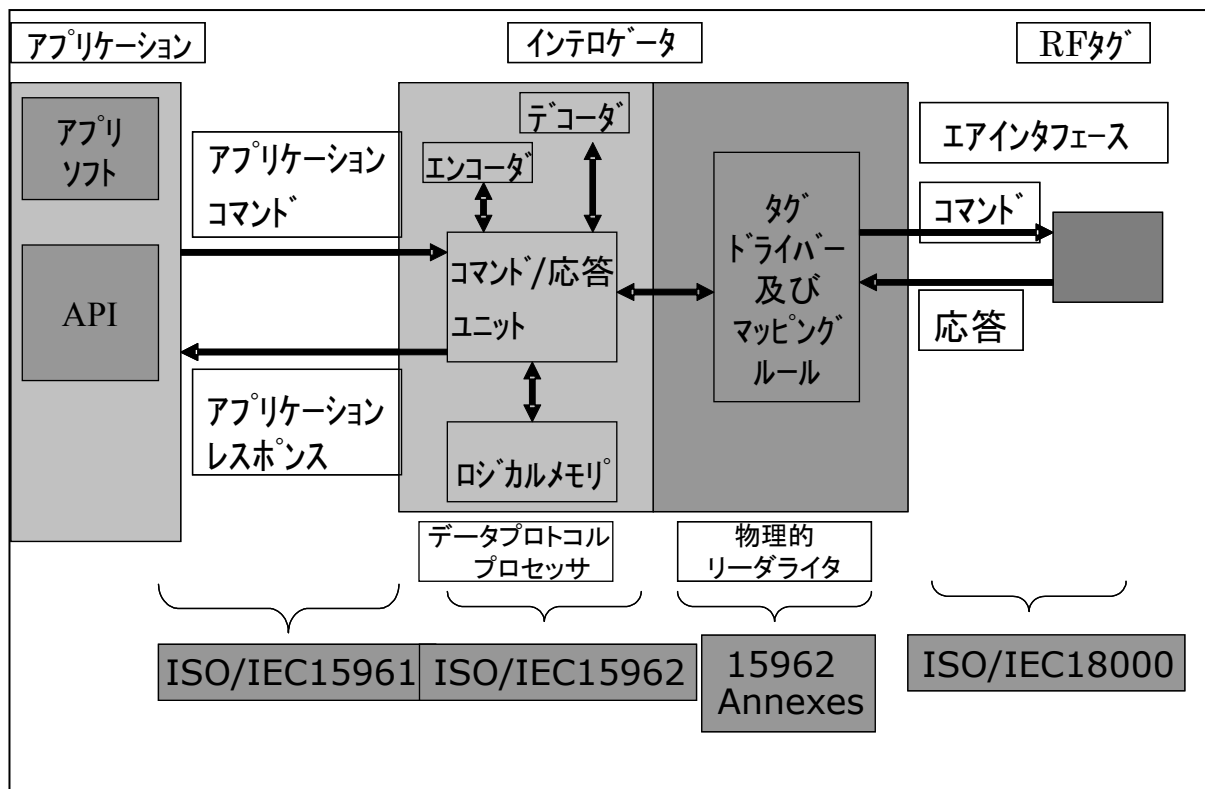 アプリケーション
インテロゲータ
RFタグ
アプリ
ソフト
API
アプリケーション
コマンド
アプリケーション
レスポンス
エンコーダ
デコーダ
コマンド/応答
ユニット
ロジカルメモリ
タグ
ドライバー
及び
マッピング
ルール
エアインタフェース
コマンド
応答
データプロトコル
プロセッサ
物理的
リーダライタ
ISO/IEC15961
ISO/IEC15962
15962
Annexes
ISO/IEC18000